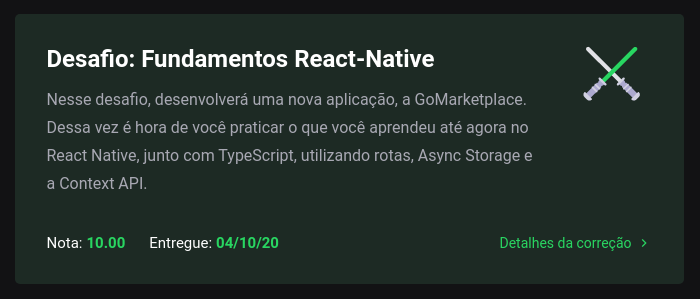 Desafio: Fundamentos React-Native
Nesse desafio, desenvolverá uma nova aplicação, a GoMarketplace.
Dessa vez é hora de você praticar o que você aprendeu até agora no
React Native, junto com TypeScript, utilizando rotas, Async Storage e
a Context API.
Nota: 10.00 Entregue: 04/10/20 Detalhes da correção